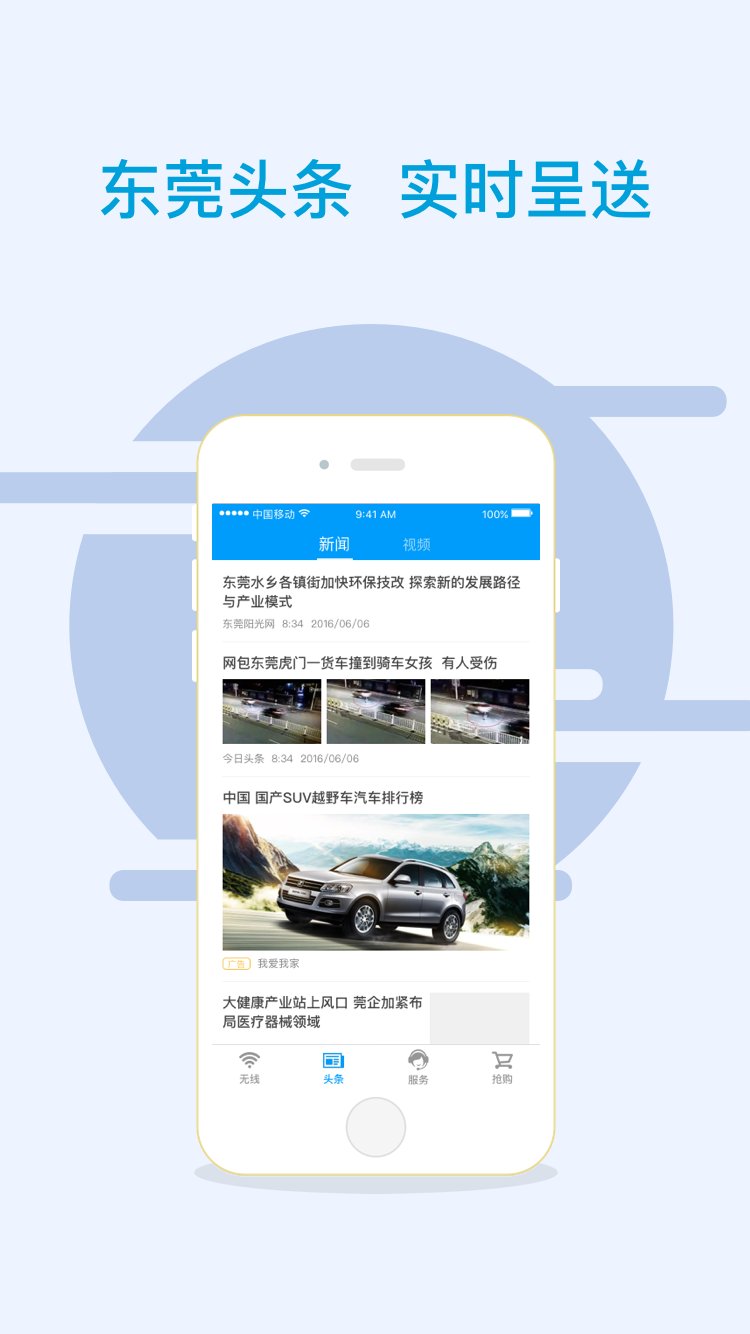 东莞头条 实时呈送
中国移动 9:41 AM 100%
新闻 视频
东莞水乡各镇街加快环保技改 探索新的发展路径
与产业模式
东莞阳光网 8:34 2016/06/06
网包东莞虎门一货车撞到骑车女孩 有人受伤
今日头条 8:34 2016/06/06
中国 国产SUV越野车汽车排行榜
广告 我爱我家
大健康产业站上风口 莞企加紧布
局医疗器械领域
无线 头条 服务 抢购